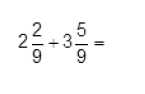 2 2/9 + 3 5/9 =